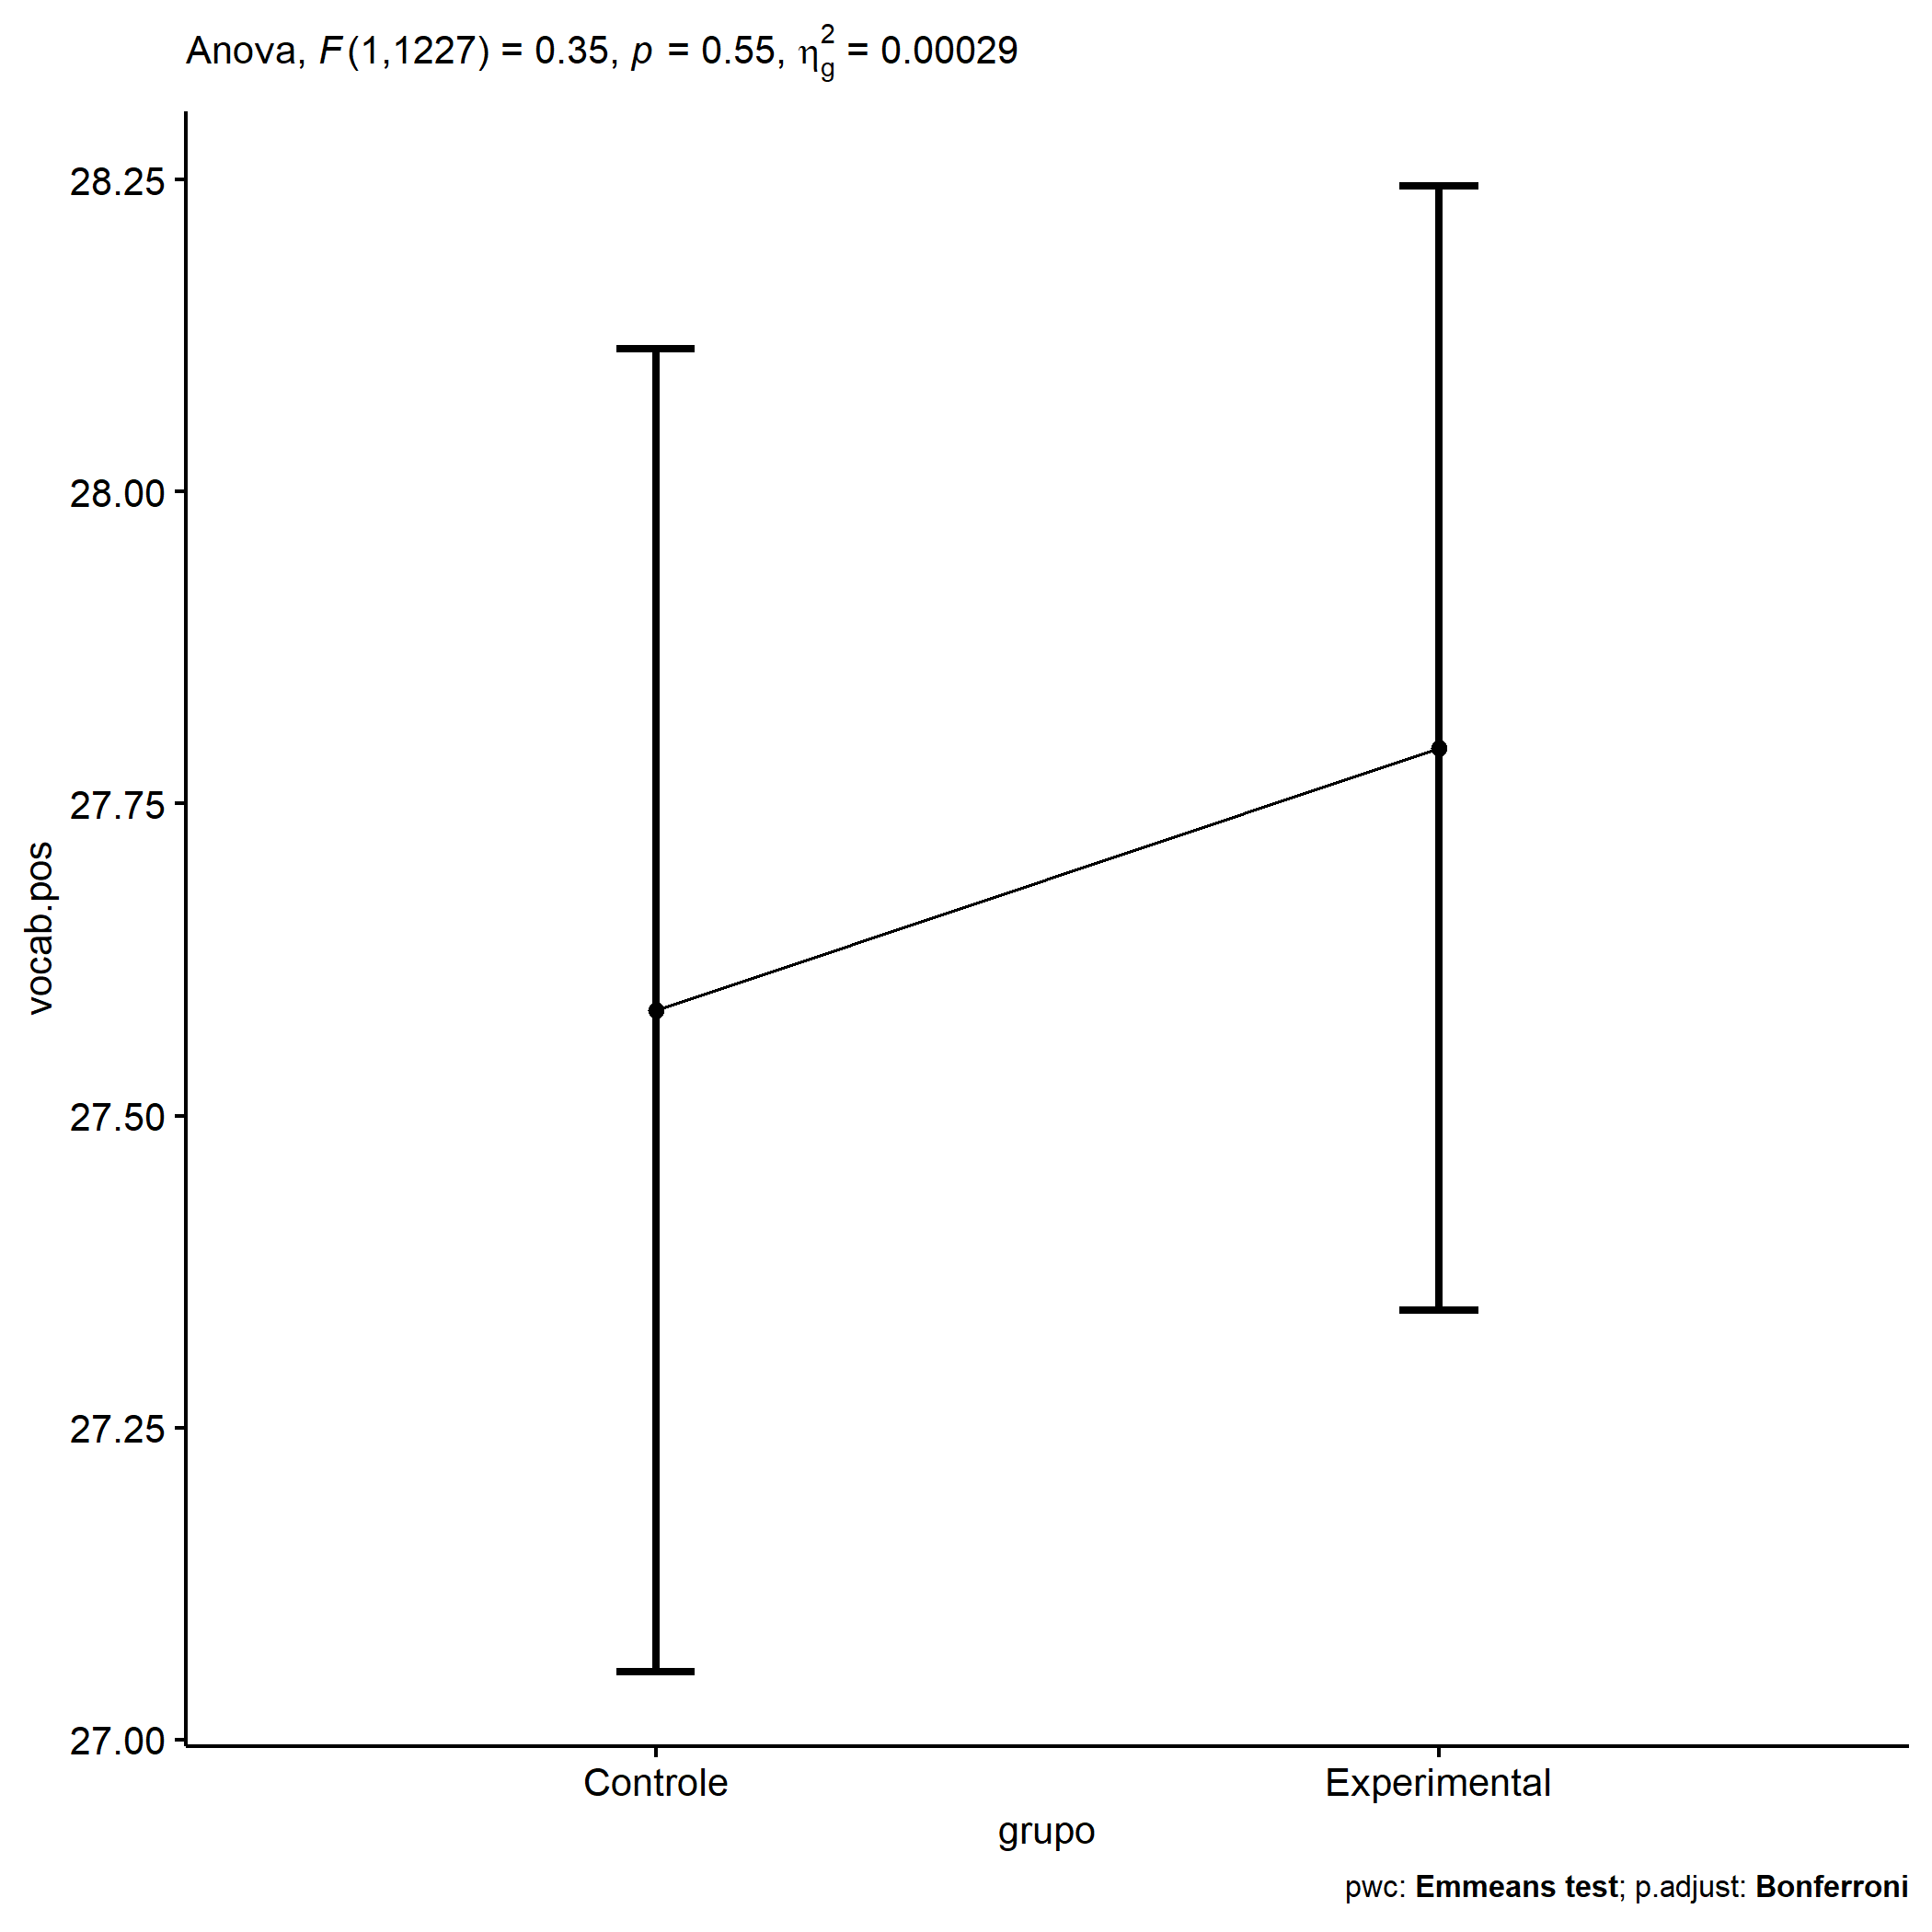 Anova, F(1,1227) = 0.35, p = 0.55, η²g = 0.00029
28.25
28.00
27.75
27.50
27.25
27.00
vocab.pos
Controle
Experimental
grupo
pwc: Emmeans test; p.adjust: Bonferroni